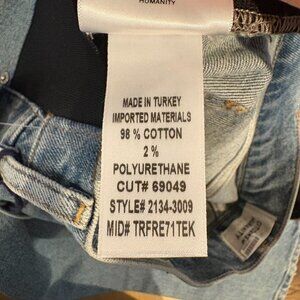 HUMANITY
MADE IN TURKEY
IMPORTED MATERIALS
98 % COTTON
2 %
POLYURETHANE
CUT# 69049
STYLE# 2134-3009
MID# TRFRE71TEK